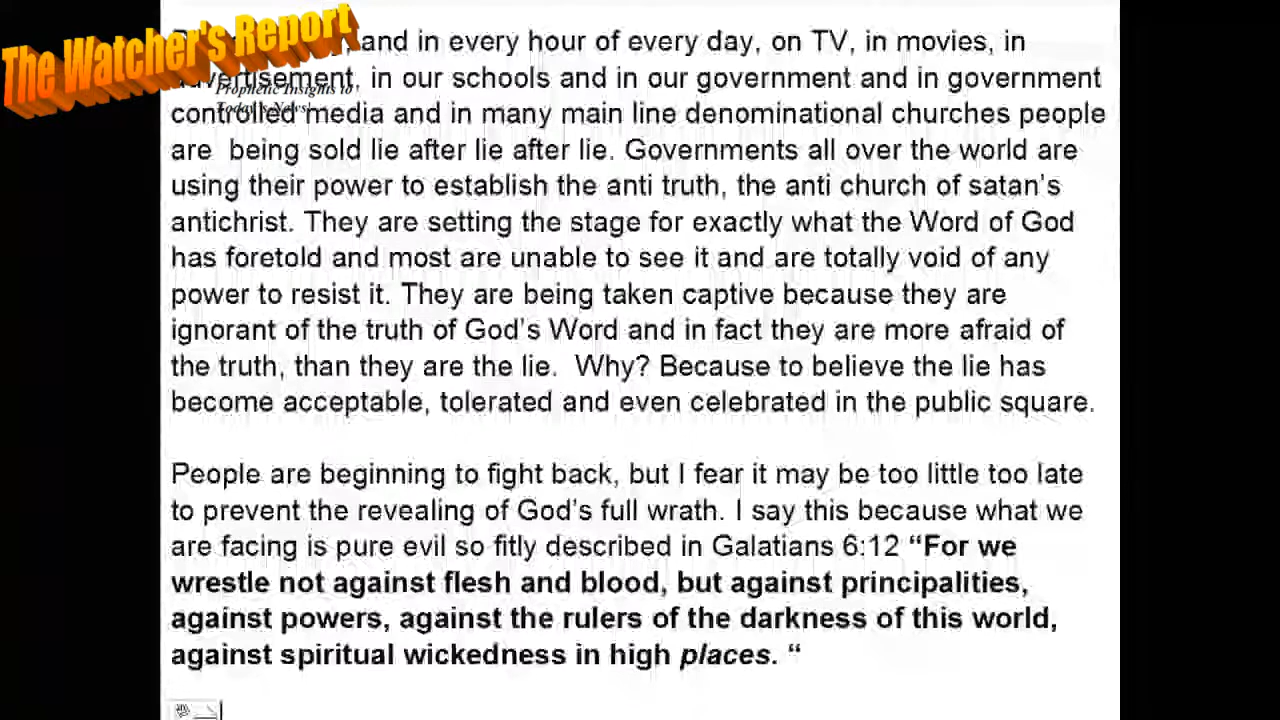 The Watcher's Report
Prophetic Insights to
Today's News!
and in every hour of every day, on TV, in movies, in
advertisement, in our schools and in our government and in government
controlled media and in many main line denominational churches people
are being sold lie after lie after lie. Governments all over the world are
using their power to establish the anti truth, the anti church of satan's
antichrist. They are setting the stage for exactly what the Word of God
has foretold and most are unable to see it and are totally void of any
power to resist it. They are being taken captive because they are
ignorant of the truth of God's Word and in fact they are more afraid of
the truth, than they are the lie. Why? Because to believe the lie has
become acceptable, tolerated and even celebrated in the public square.
People are beginning to fight back, but I fear it may be too little too late
to prevent the revealing of God's full wrath. I say this because what we
are facing is pure evil so fitly described in Galatians 6:12 “For we
wrestle not against flesh and blood, but against principalities,
against powers, against the rulers of the darkness of this world,
against spiritual wickedness in high places. “